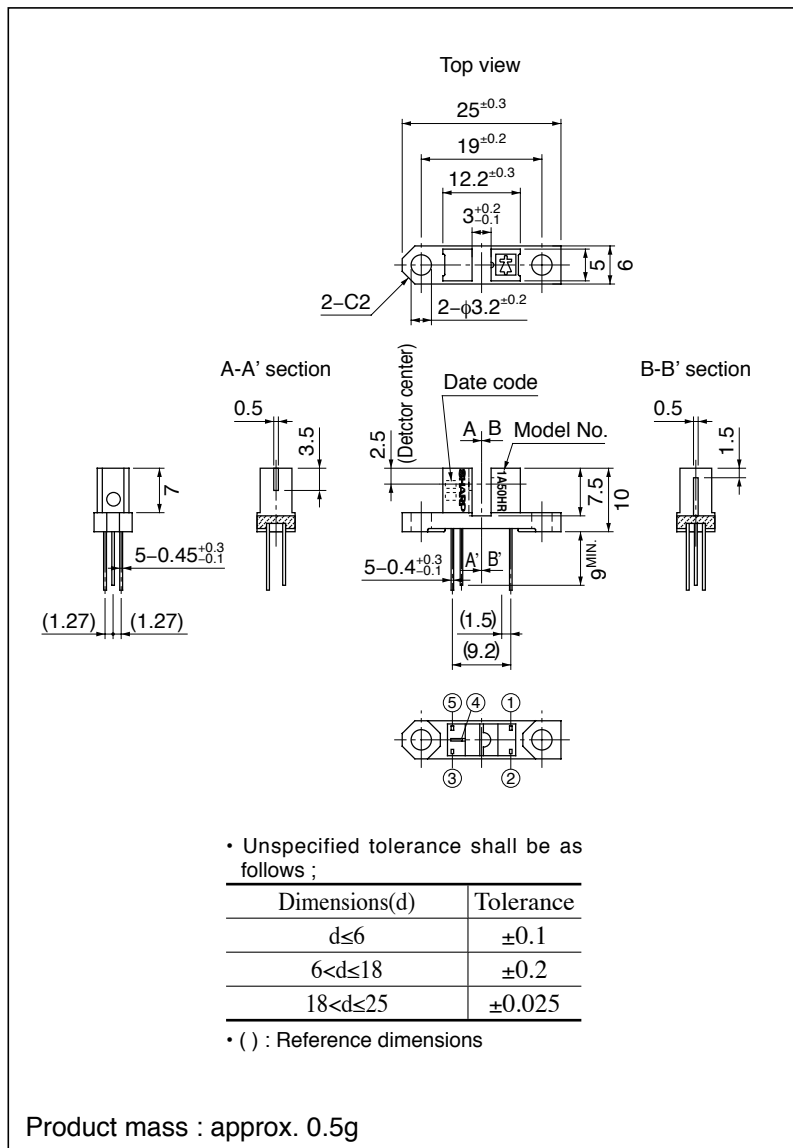 Top view
25±0.3
19±0.2
12.2±0.3
3+0.2−0.1
5
6
2−C2
2−φ3.2±0.2
A-A' section
B-B' section
(Detctor center)
Date code
Model No.
A B
0.5
3.5
2.5
SHARP
1A50HR
7.5
10
0.5
1.5
7
5−0.45+0.3−0.1
5−0.4+0.3−0.1
A' B'
9MIN.
(1.27)
(1.27)
(1.5)
(9.2)
⑤ ④ ①
③ ②
• Unspecified tolerance shall be as
follows ;
Dimensions(d) Tolerance
d≤6 ±0.1
6<d≤18 ±0.2
18<d≤25 ±0.025
• ( ) : Reference dimensions
Product mass : approx. 0.5g